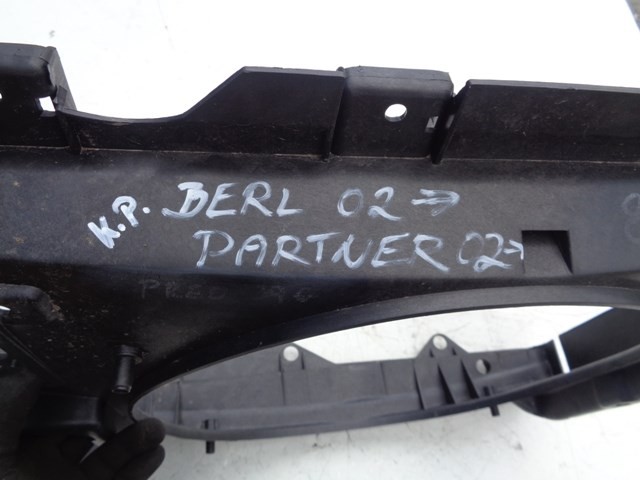 K.P. BERL 02→
PARTNER 02→